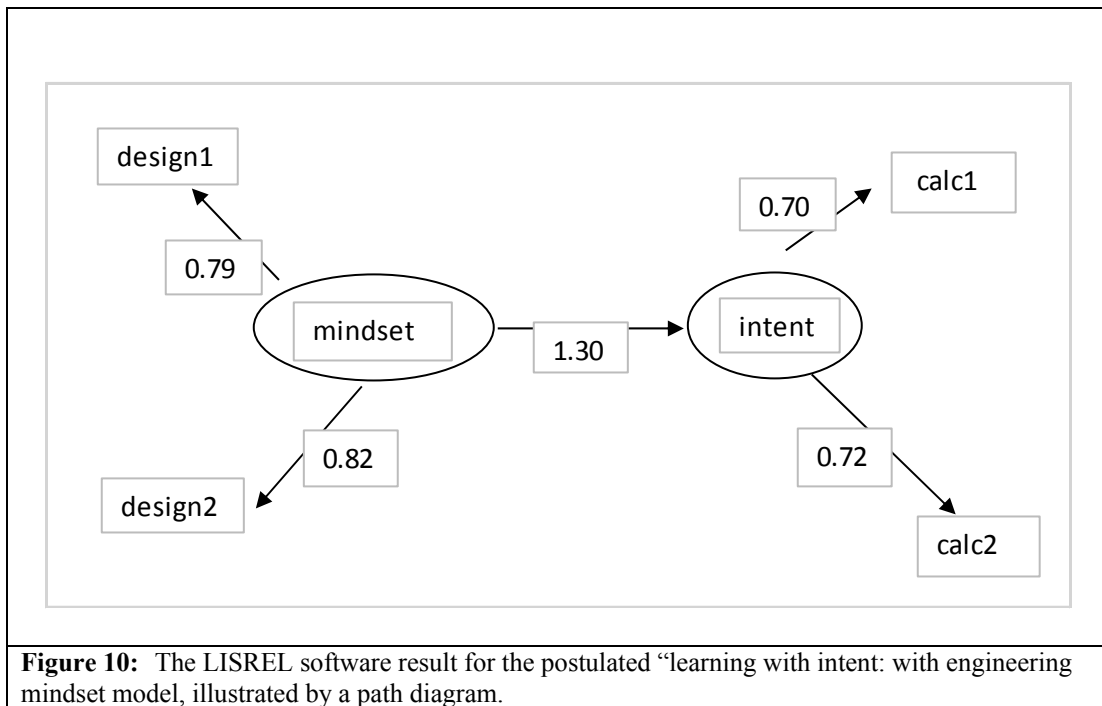 design1
calc1
0.70
0.79
mindset
intent
1.30
0.82
0.72
design2
calc2
Figure 10: The LISREL software result for the postulated “learning with intent: with engineering
mindset model, illustrated by a path diagram.